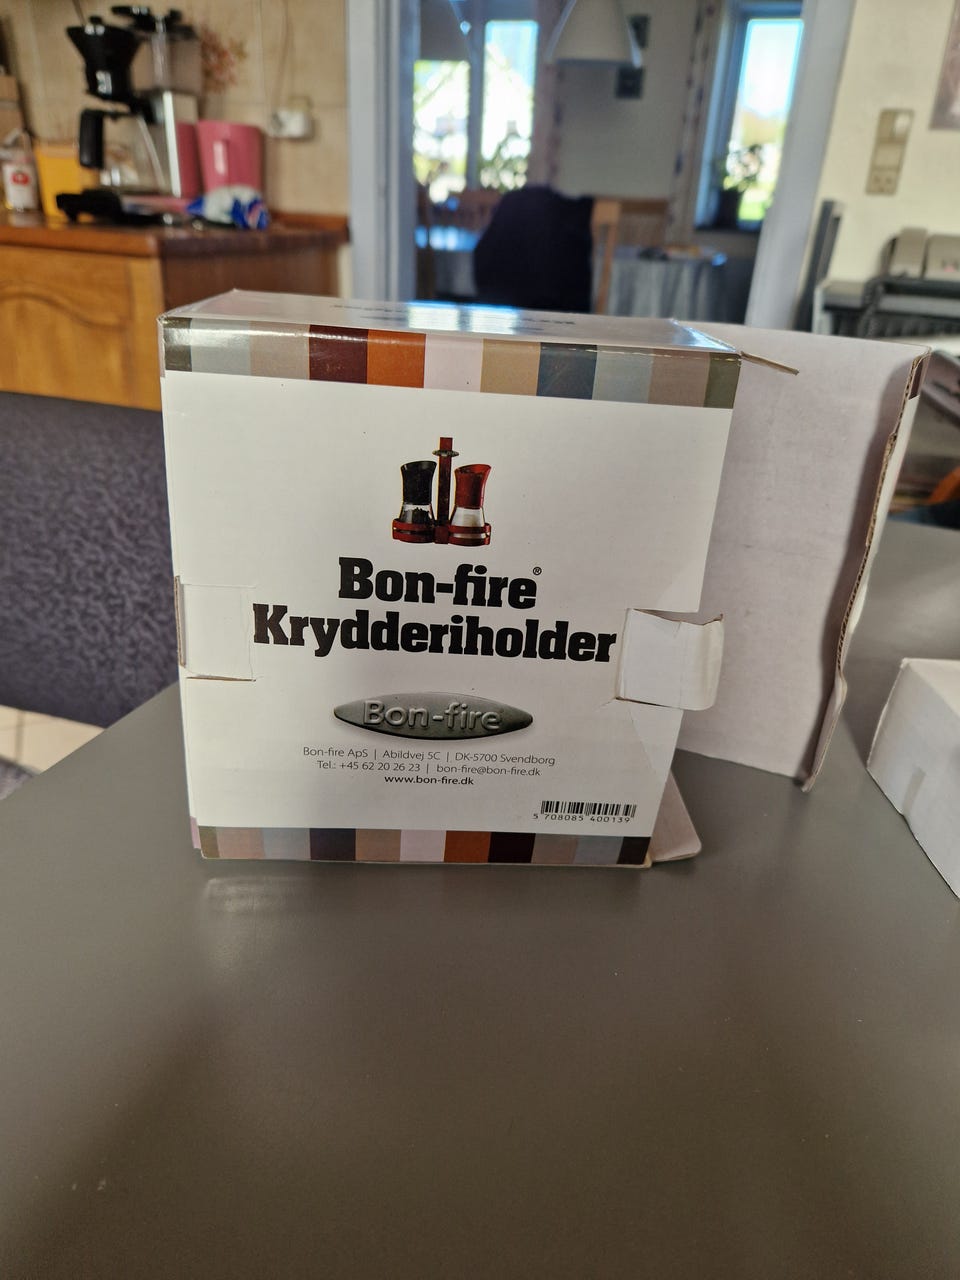 Bon-fire®
Krydderiholder
Bon-fire
Bon-fire ApS | Abildvej 5C | DK-5700 Svendborg
Tel.: +45 62 20 26 23 | bon-fire@bon-fire.dk
www.bon-fire.dk
5 708085 400139